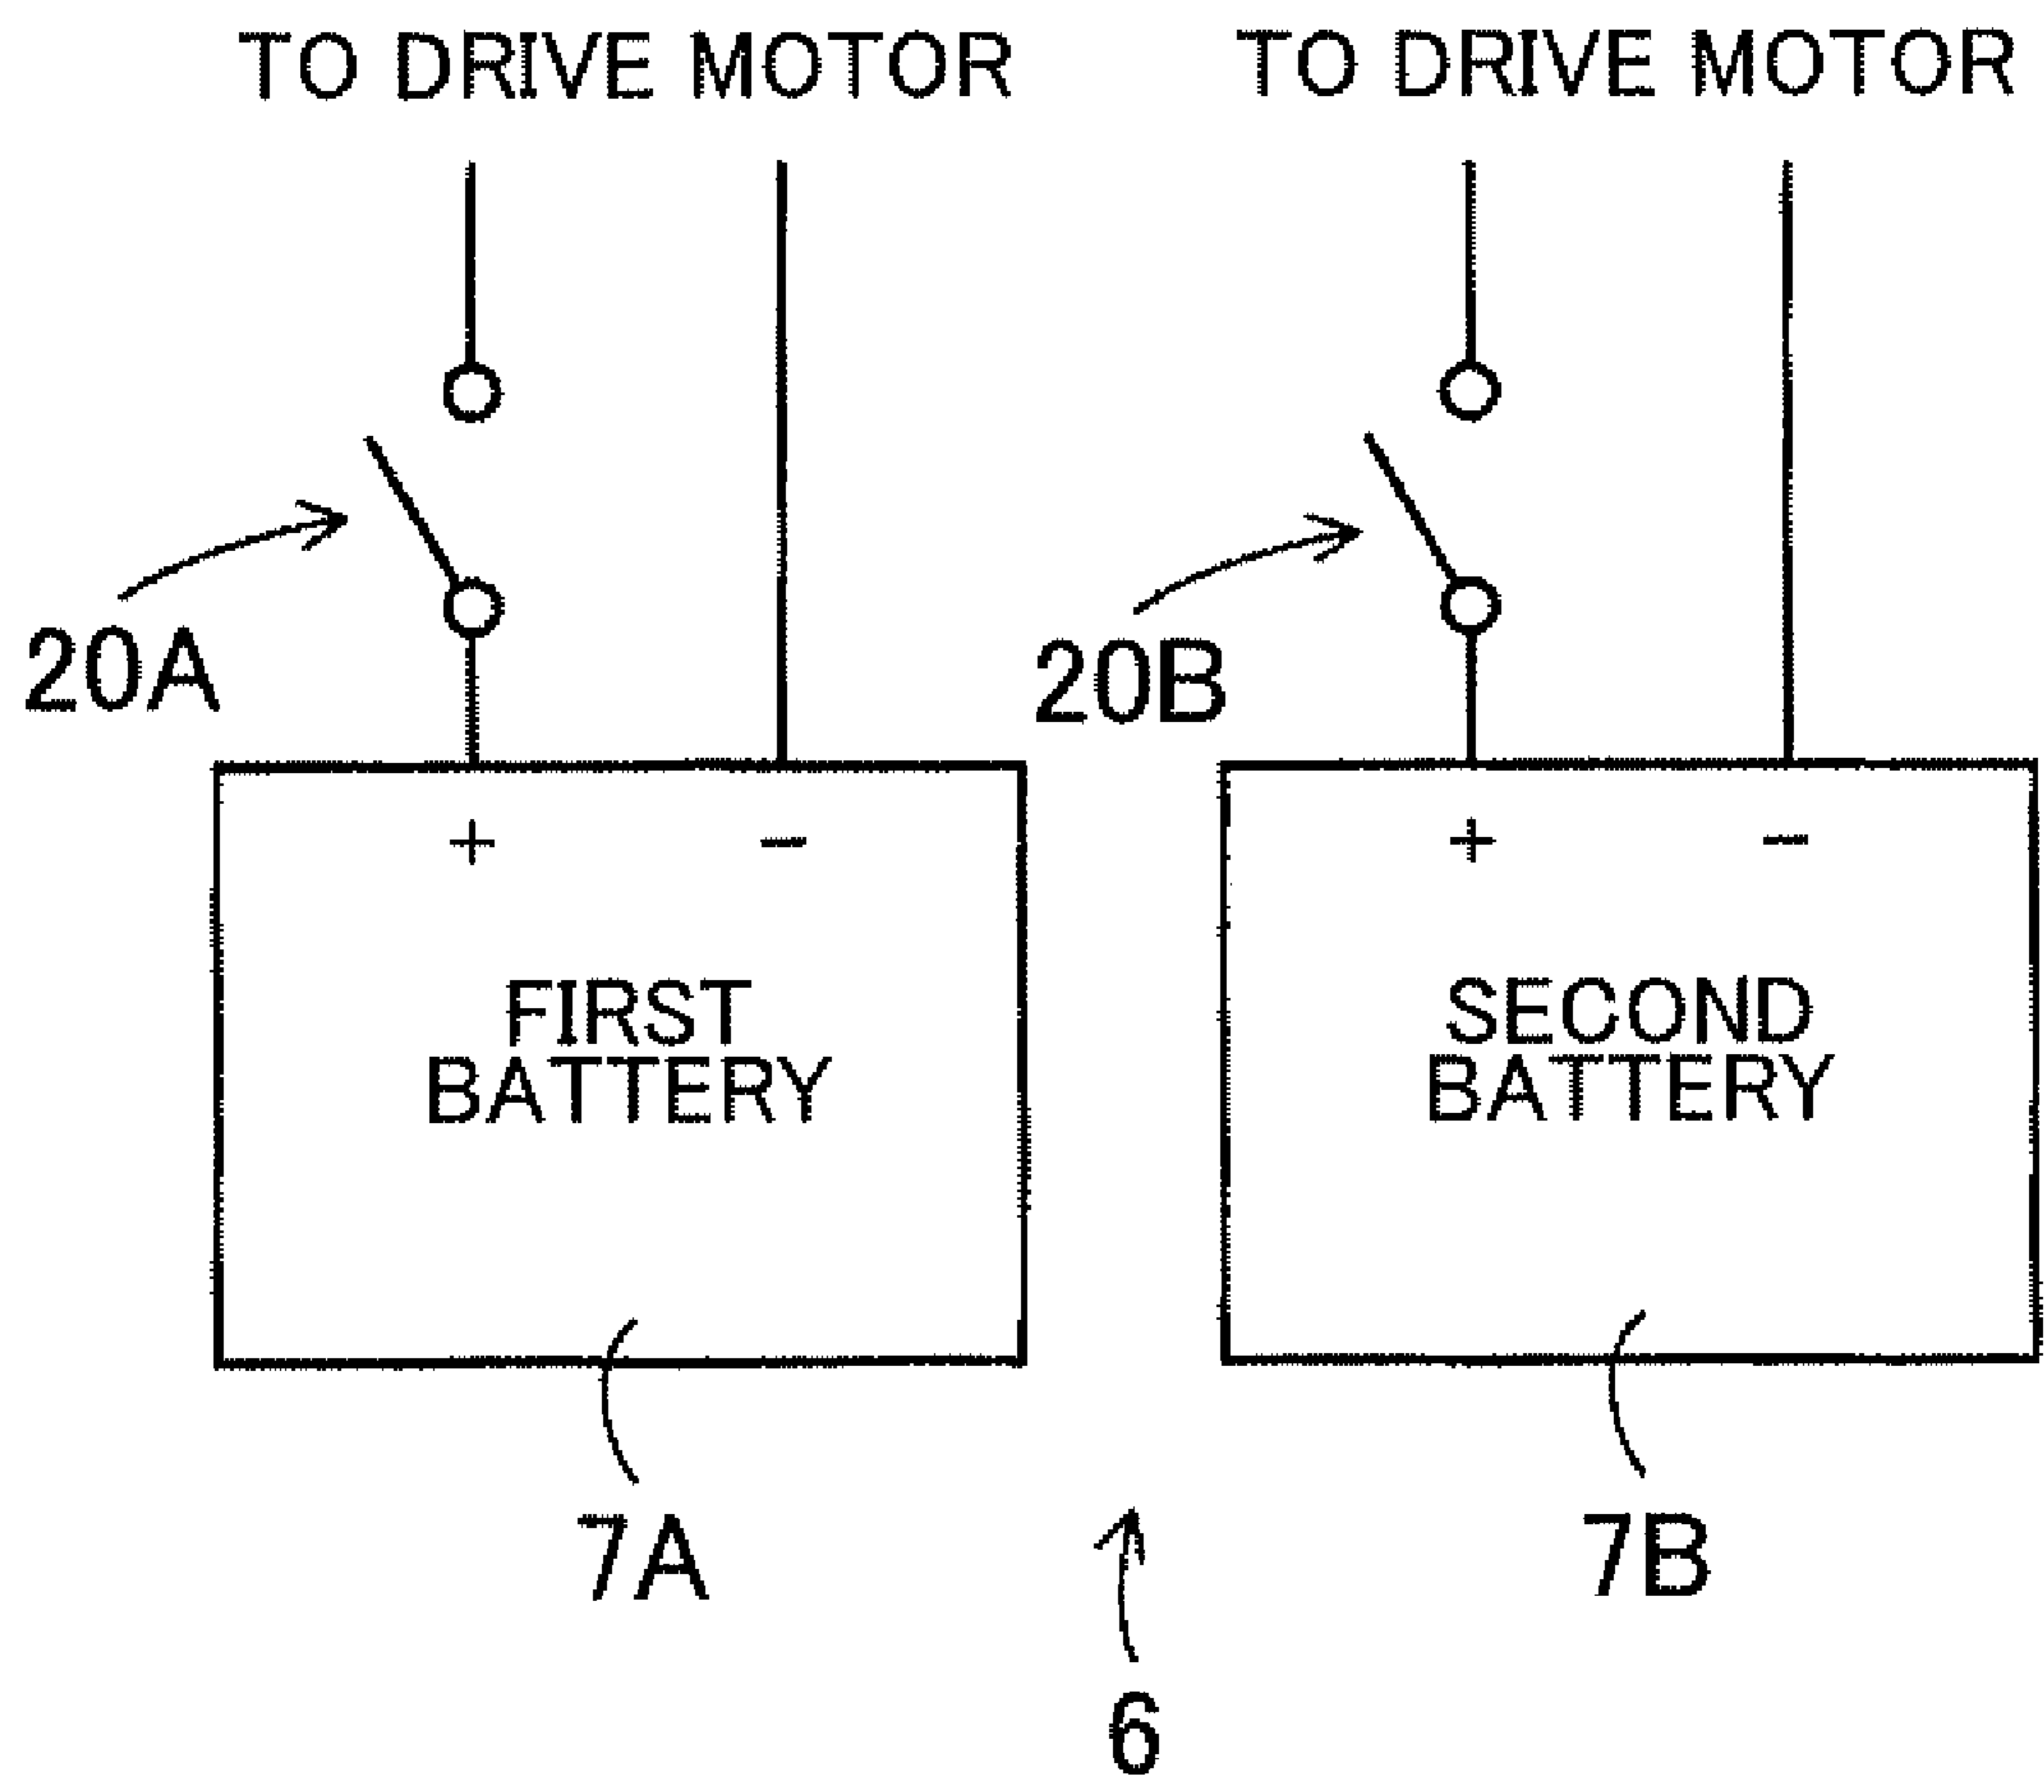 TO DRIVE MOTOR TO DRIVE MOTOR
20A
20B
+ − + −
FIRST
BATTERY
SECOND
BATTERY
7A
7B
6